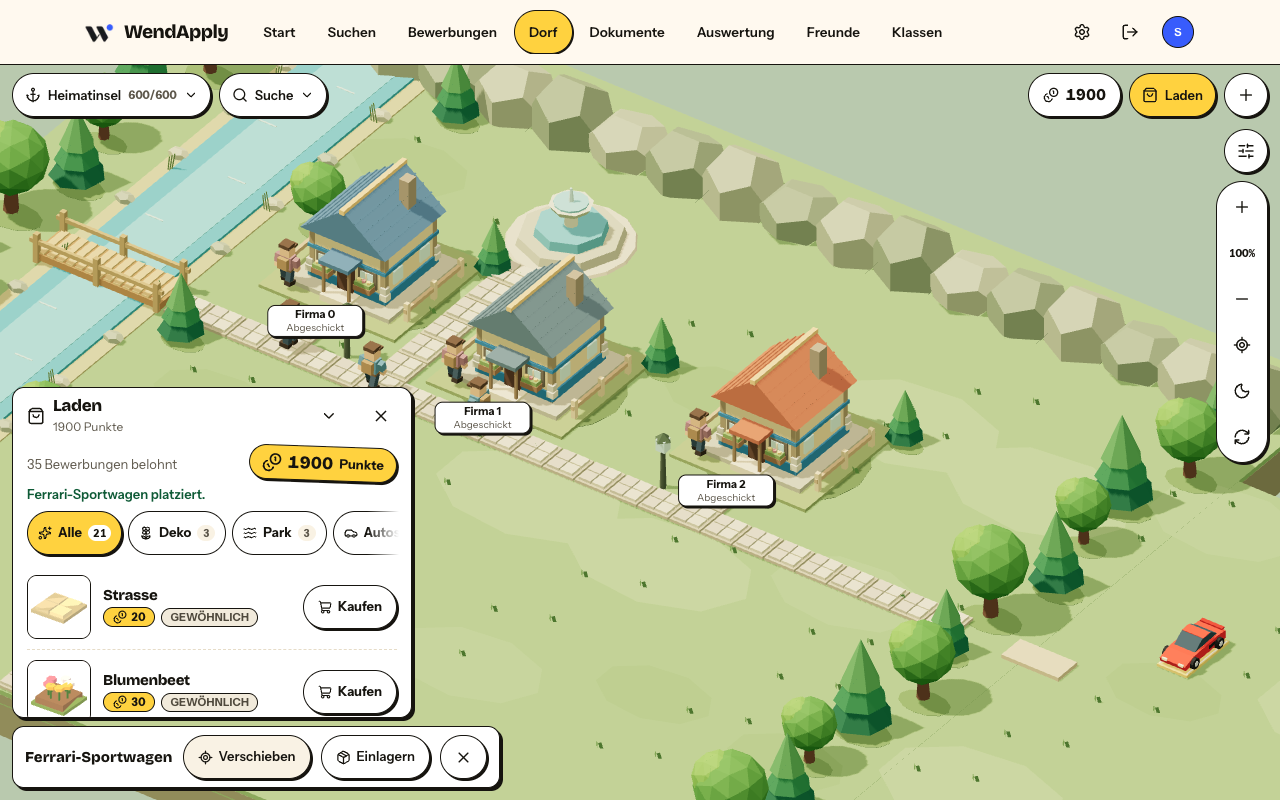 WendApply
Start
Suchen
Bewerbungen
Dorf
Dokumente
Auswertung
Freunde
Klassen
S
Heimatinsel 600/600
Suche
1900
Laden
100%
Firma 0
Abgeschickt
Firma 1
Abgeschickt
Firma 2
Abgeschickt
Laden
1900 Punkte
35 Bewerbungen belohnt
1900 Punkte
Ferrari-Sportwagen platziert.
Alle 21
Deko 3
Park 3
Autos
Strasse
20 GEWÖHNLICH
Kaufen
Blumenbeet
30 GEWÖHNLICH
Kaufen
Ferrari-Sportwagen
Verschieben
Einlagern